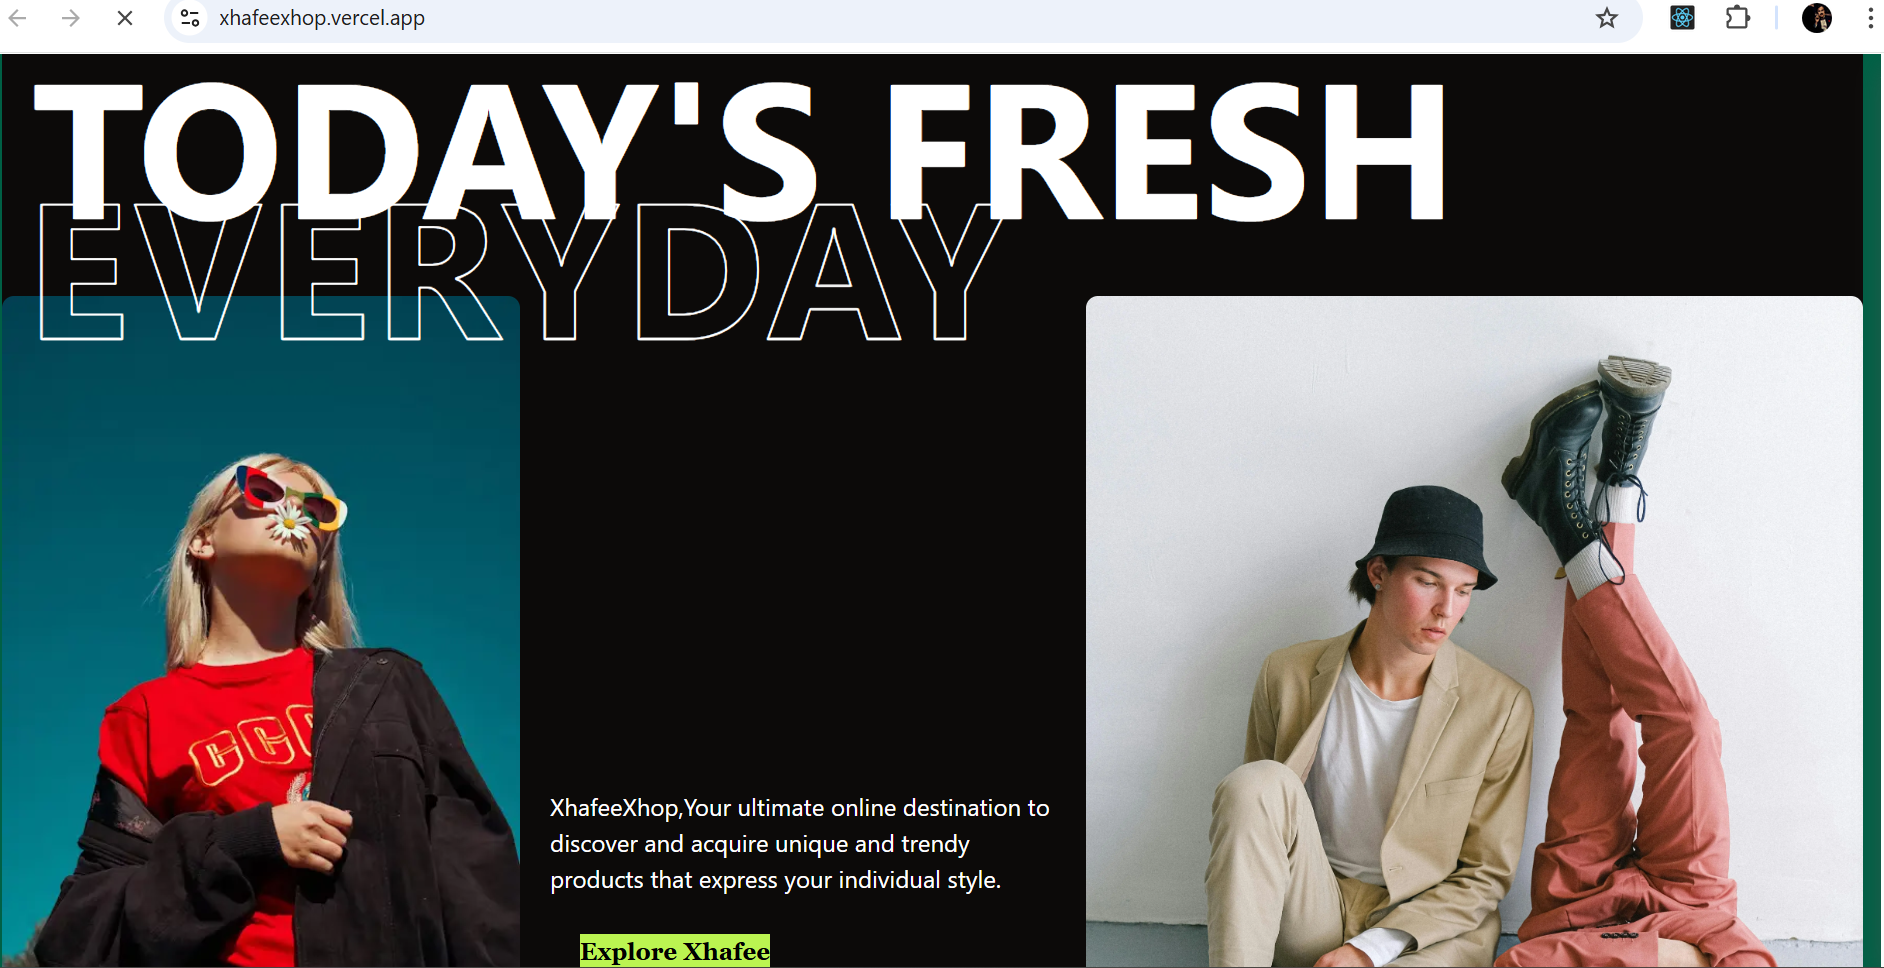 xhafeexhop.vercel.app
TODAY'S FRESH
EVERYDAY
XhafeeXhop,Your ultimate online destination to
discover and acquire unique and trendy
products that express your individual style.
Explore Xhafee